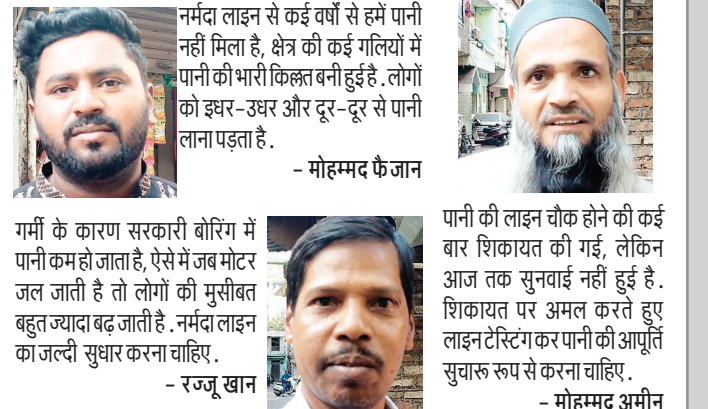 नर्मदा लाइन से कई वर्षों से हमें पानी
नहीं मिला है, क्षेत्र की कई गलियों में
पानी की भारी किल्लत बनी हुई है . लोगों
को इधर-उधर और दूर-दूर से पानी
लाना पड़ता है .
- मोहम्मद फैजान
गर्मी के कारण सरकारी बोरिंग में
पानी कम हो जाता है, ऐसे में जब मोटर
जल जाती है तो लोगों की मुसीबत
बहुत ज्यादा बढ़ जाती है . नर्मदा लाइन
का जल्दी सुधार करना चाहिए .
- रज्जू खान
पानी की लाइन चौक होने की कई
बार शिकायत की गई, लेकिन
आज तक सुनवाई नहीं हुई है .
शिकायत पर अमल करते हुए
लाइन टेस्टिंग कर पानी की आपूर्ति
सुचारू रूप से करना चाहिए .
- मोहम्मद अमीन